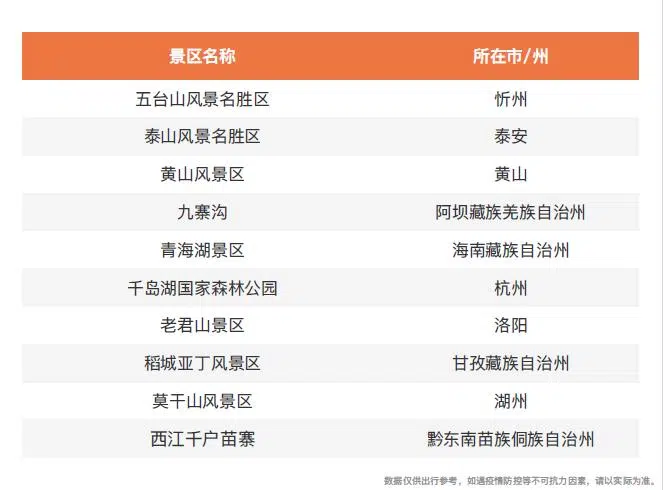 景区名称 所在市/州
五台山风景名胜区 忻州
泰山风景名胜区 泰安
黄山风景区 黄山
九寨沟 阿坝藏族羌族自治州
青海湖景区 海南藏族自治州
千岛湖国家森林公园 杭州
老君山景区 洛阳
稻城亚丁风景区 甘孜藏族自治州
莫干山风景区 湖州
西江千户苗寨 黔东南苗族侗族自治州
数据仅供出行参考，如遇疫情防控等不可抗力因素，请以实际为准。